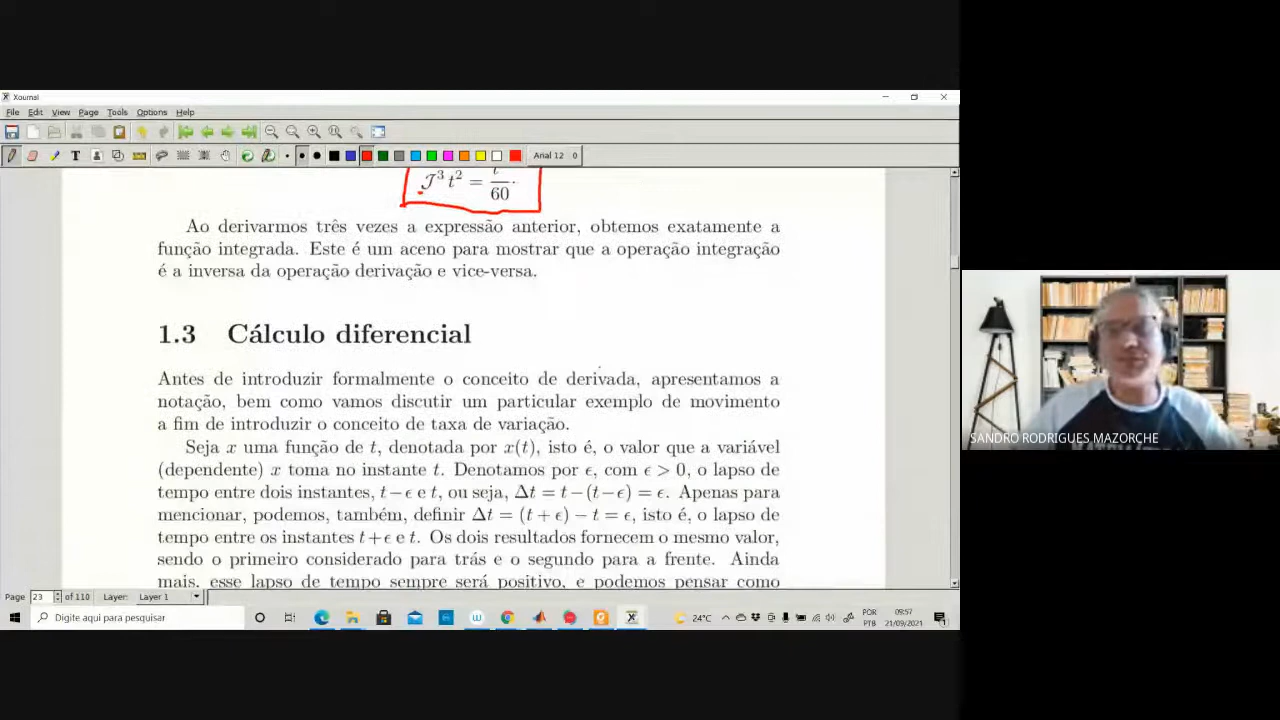 Xournal
File Edit View Page Tools Options Help
T Arial 12 0
J³ t² = t / 60 .
Ao derivarmos três vezes a expressão anterior, obtemos exatamente a
função integrada. Este é um aceno para mostrar que a operação integração
é a inversa da operação derivação e vice-versa.
1.3 Cálculo diferencial
Antes de introduzir formalmente o conceito de derivada, apresentamos a
notação, bem como vamos discutir um particular exemplo de movimento
a fim de introduzir o conceito de taxa de variação.
Seja x uma função de t, denotada por x(t), isto é, o valor que a variável
(dependente) x toma no instante t. Denotamos por ϵ, com ϵ > 0, o lapso de
tempo entre dois instantes, t−ϵ e t, ou seja, Δt = t−(t−ϵ) = ϵ. Apenas para
mencionar, podemos, também, definir Δt = (t + ϵ) − t = ϵ, isto é, o lapso de
tempo entre os instantes t+ϵ e t. Os dois resultados fornecem o mesmo valor,
sendo o primeiro considerado para trás e o segundo para a frente. Ainda
mais, esse lapso de tempo sempre será positivo, e podemos pensar como
SANDRO RODRIGUES MAZORCHE
Page 23 of 110 Layer: Layer 1
Digite aqui para pesquisar
24°C
POR
PTB
09:57
21/09/2021